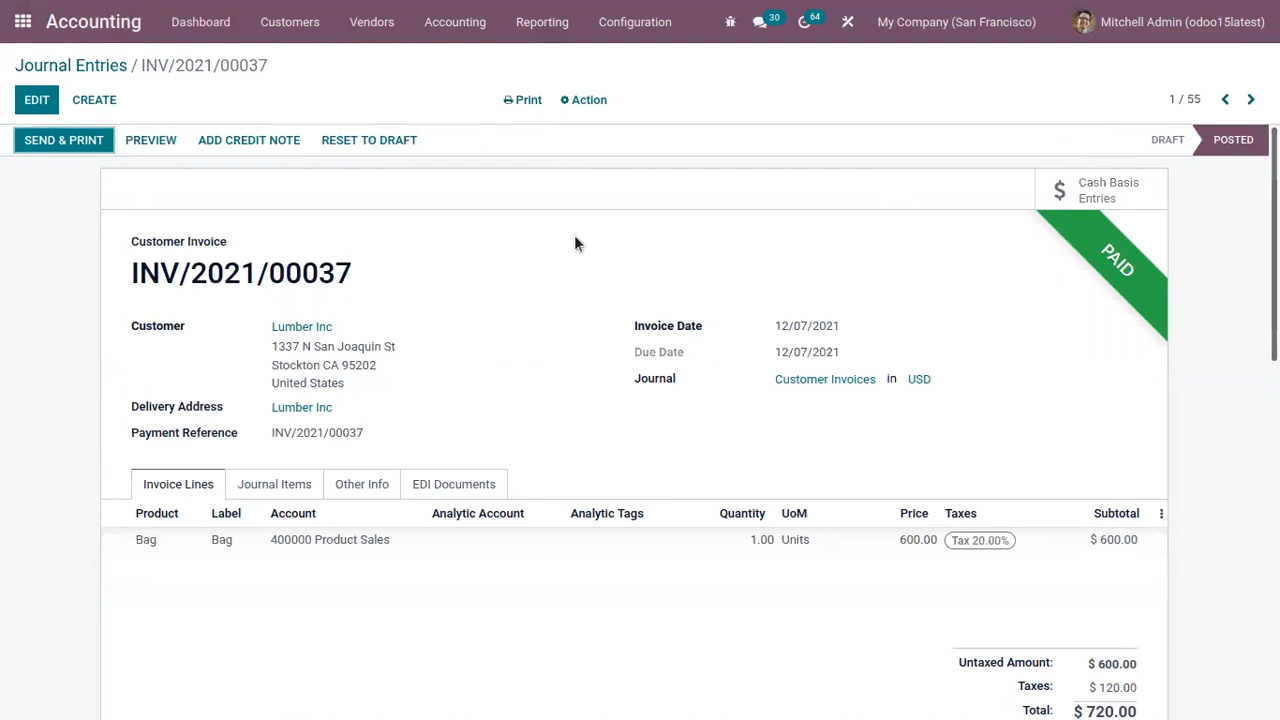 Accounting Dashboard Customers Vendors Accounting Reporting Configuration 30 64 My Company (San Francisco) Mitchell Admin (odoo15latest)
Journal Entries / INV/2021/00037
EDIT CREATE Print Action 1 / 55
SEND & PRINT PREVIEW ADD CREDIT NOTE RESET TO DRAFT DRAFT POSTED
$ Cash Basis
Entries
PAID
Customer Invoice
INV/2021/00037
Customer Lumber Inc Invoice Date 12/07/2021
1337 N San Joaquin St
Due Date 12/07/2021
Stockton CA 95202
United States Journal Customer Invoices in USD
Delivery Address Lumber Inc
Payment Reference INV/2021/00037
Invoice Lines Journal Items Other Info EDI Documents
Product Label Account Analytic Account Analytic Tags Quantity UoM Price Taxes Subtotal
Bag Bag 400000 Product Sales 1.00 Units 600.00 Tax 20.00% $ 600.00
Untaxed Amount: $ 600.00
Taxes: $ 120.00
Total: $ 720.00